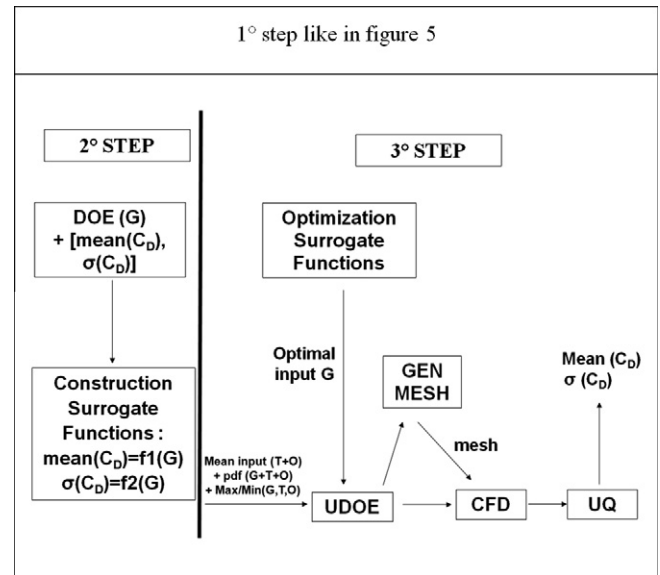 1° step like in figure 5
2° STEP
3° STEP
DOE (G)
+ [mean(C_D),
σ(C_D)]
Optimization
Surrogate
Functions
Optimal
input G
GEN
MESH
Mean (C_D)
σ (C_D)
Construction
Surrogate
Functions :
mean(C_D)=f1(G)
σ(C_D)=f2(G)
mesh
Mean input (T+O)
+ pdf (G+T+O)
+ Max/Min(G,T,O)
UDOE
CFD
UQ